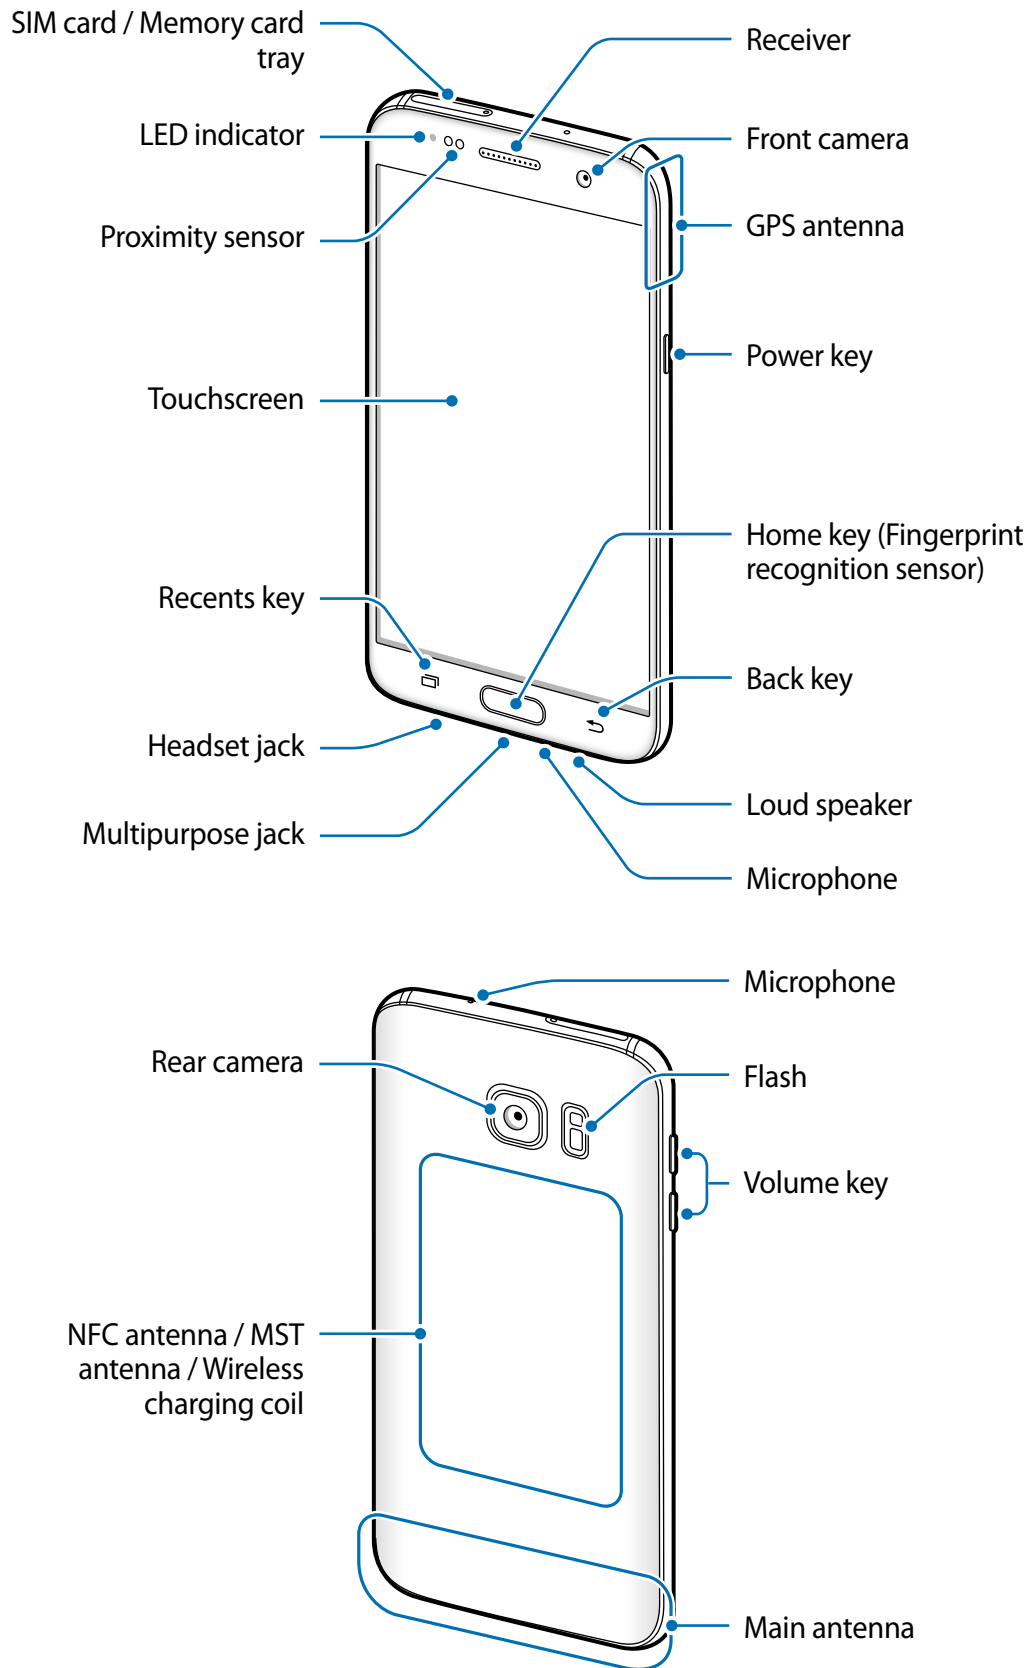 SIM card / Memory card
tray
LED indicator
Proximity sensor
Touchscreen
Recents key
Headset jack
Multipurpose jack
Receiver
Front camera
GPS antenna
Power key
Home key (Fingerprint
recognition sensor)
Back key
Loud speaker
Microphone
Rear camera
NFC antenna / MST
antenna / Wireless
charging coil
Microphone
Flash
Volume key
Main antenna